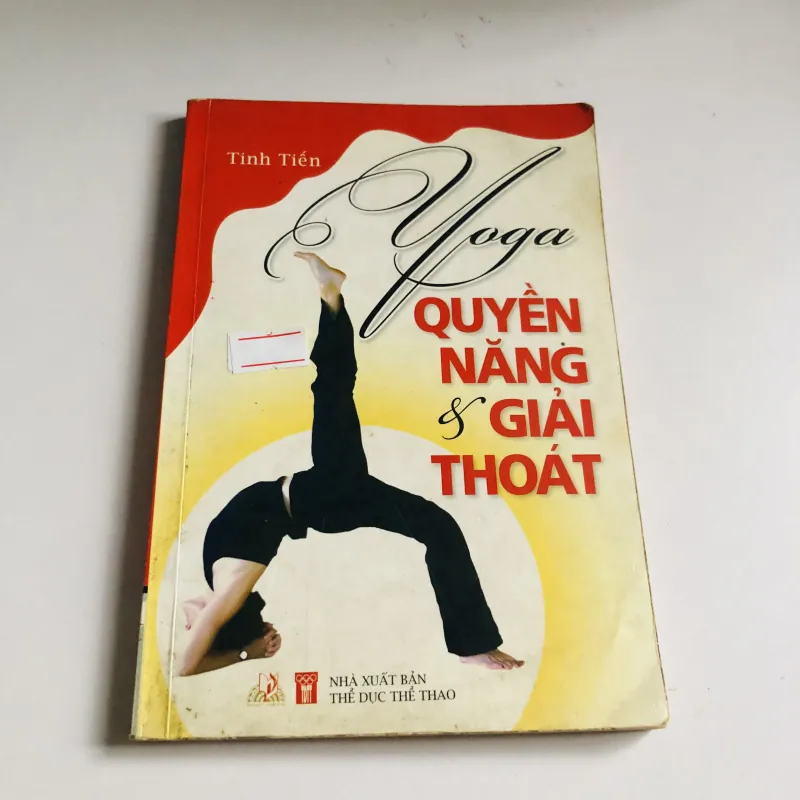 Tinh Tiến
Yoga
QUYỀN
NĂNG
& GIẢI
THOÁT
NHÀ XUẤT BẢN
THỂ DỤC THỂ THAO